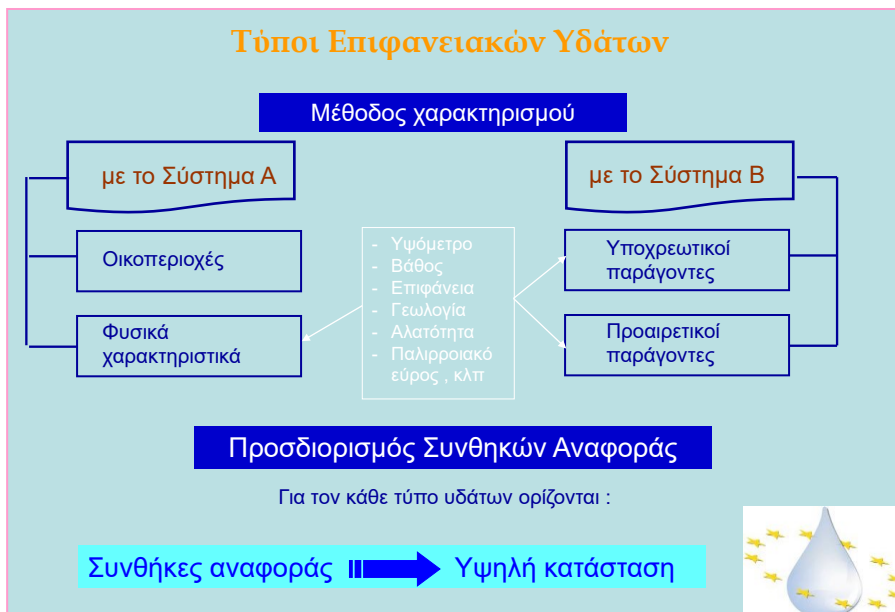 Τύποι Επιφανειακών Υδάτων
Μέθοδος χαρακτηρισμού
με το Σύστημα Α
με το Σύστημα Β
Οικοπεριοχές
Φυσικά
χαρακτηριστικά
- Υψόμετρο
- Βάθος
- Επιφάνεια
- Γεωλογία
- Αλατότητα
- Παλιρροιακό
εύρος , κλπ
Υποχρεωτικοί
παράγοντες
Προαιρετικοί
παράγοντες
Προσδιορισμός Συνθηκών Αναφοράς
Για τον κάθε τύπο υδάτων ορίζονται :
Συνθήκες αναφοράς Υψηλή κατάσταση